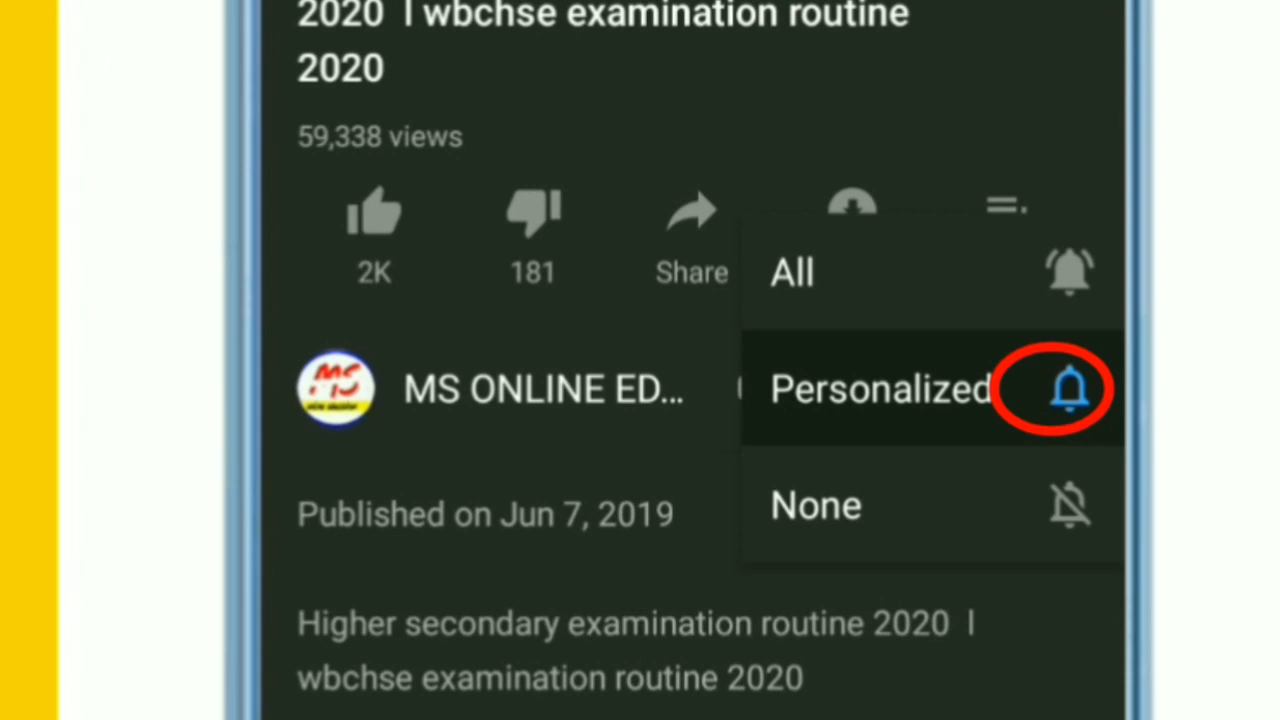 2020 l wbchse examination routine
2020
59,338 views
2K
181
Share
All
MS
MS ONLINE ED...
Personalized
Published on Jun 7, 2019
None
Higher secondary examination routine 2020 l
wbchse examination routine 2020